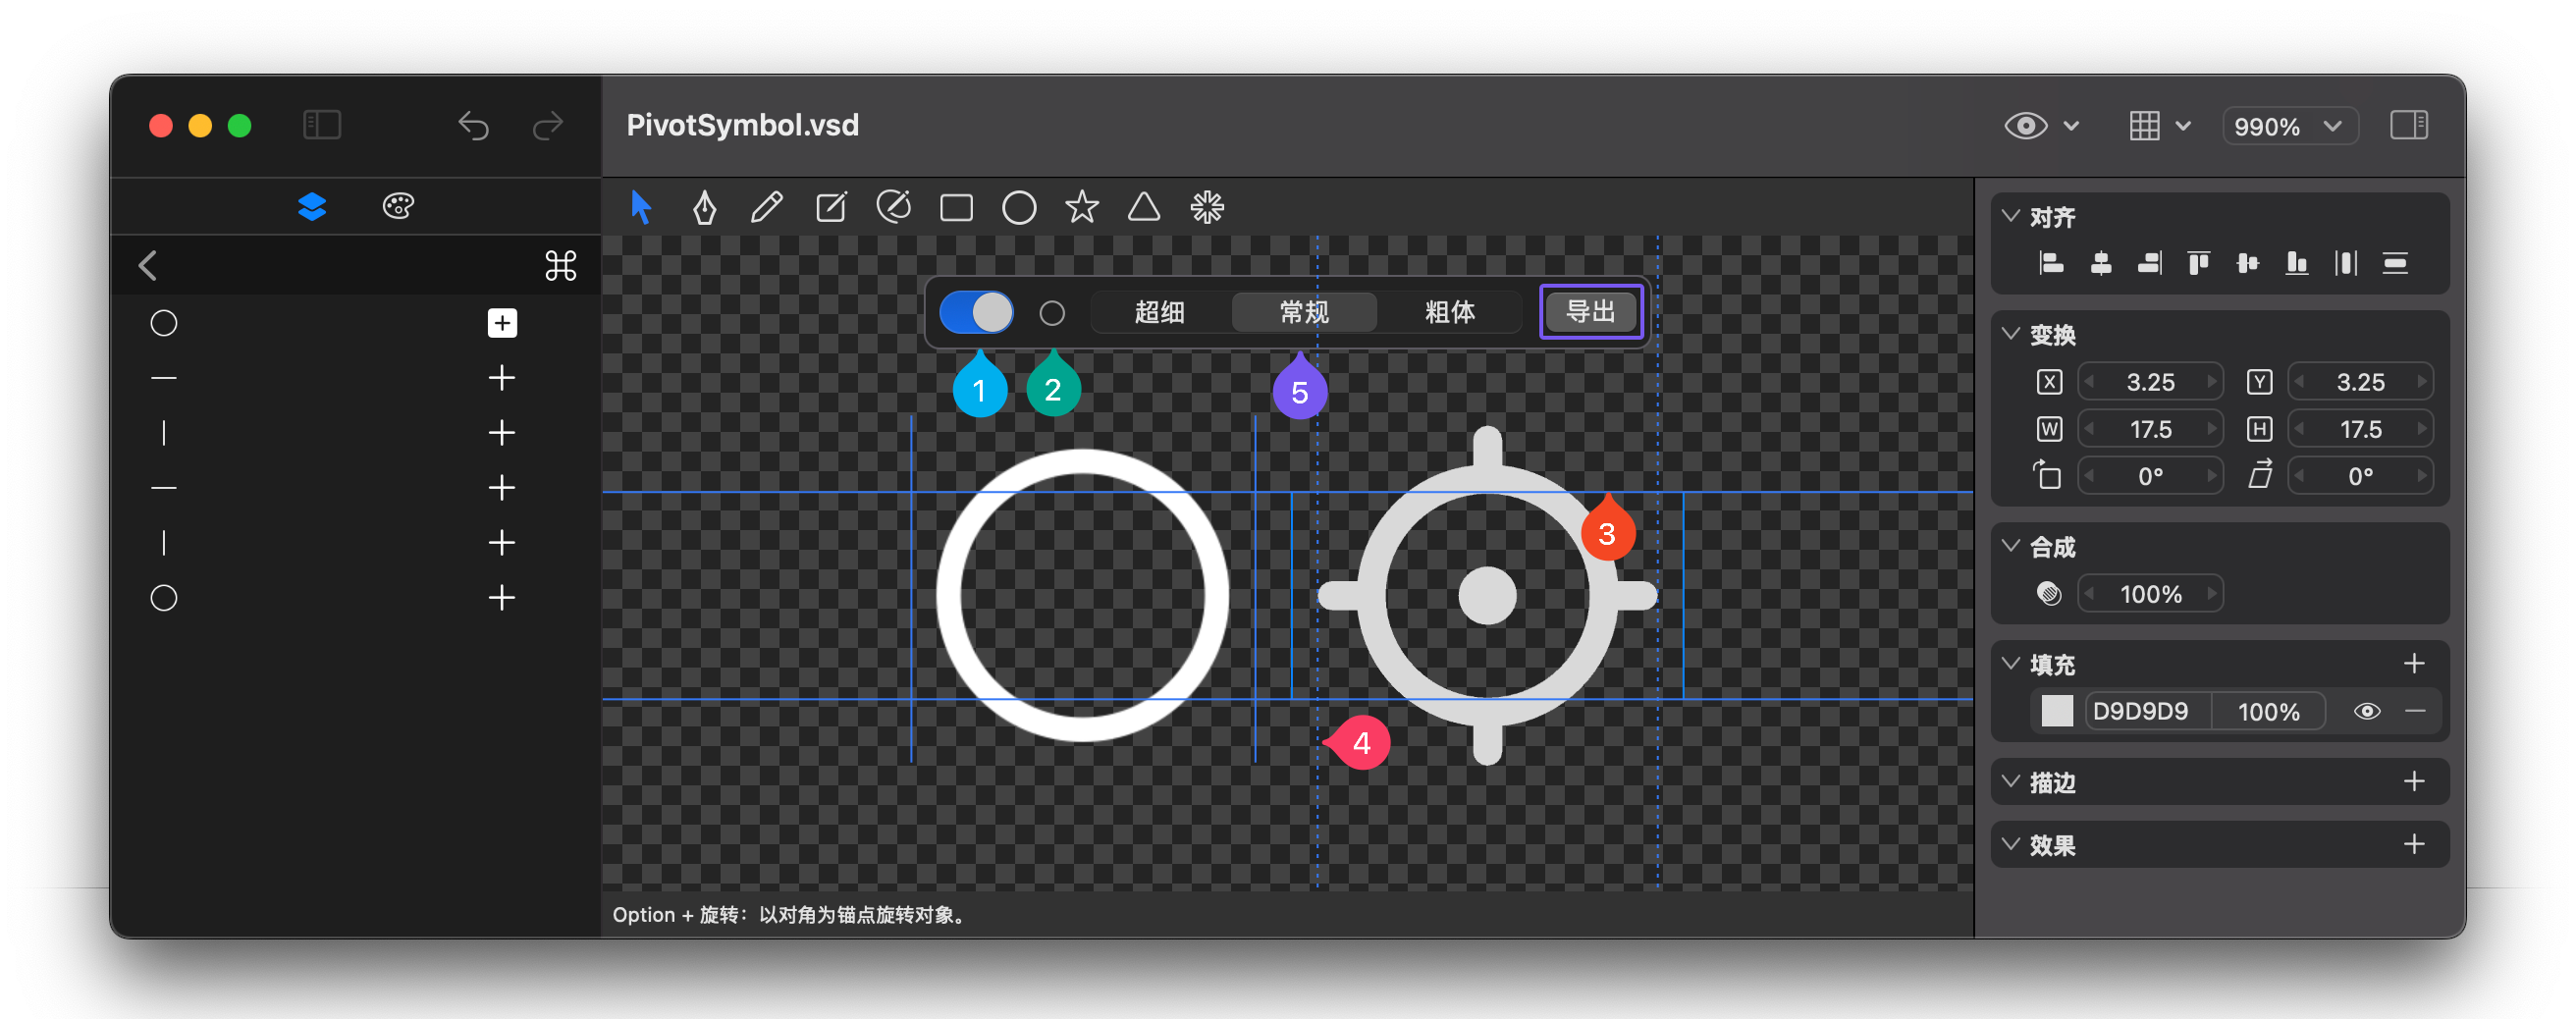 PivotSymbol.vsd
990%
超细 常规 粗体 导出
1 2 5
3
4
对齐
变换
X 3.25 Y 3.25
W 17.5 H 17.5
0° 0°
合成
100%
填充
D9D9D9 100%
描边
效果
Option + 旋转：以对角为锚点旋转对象。